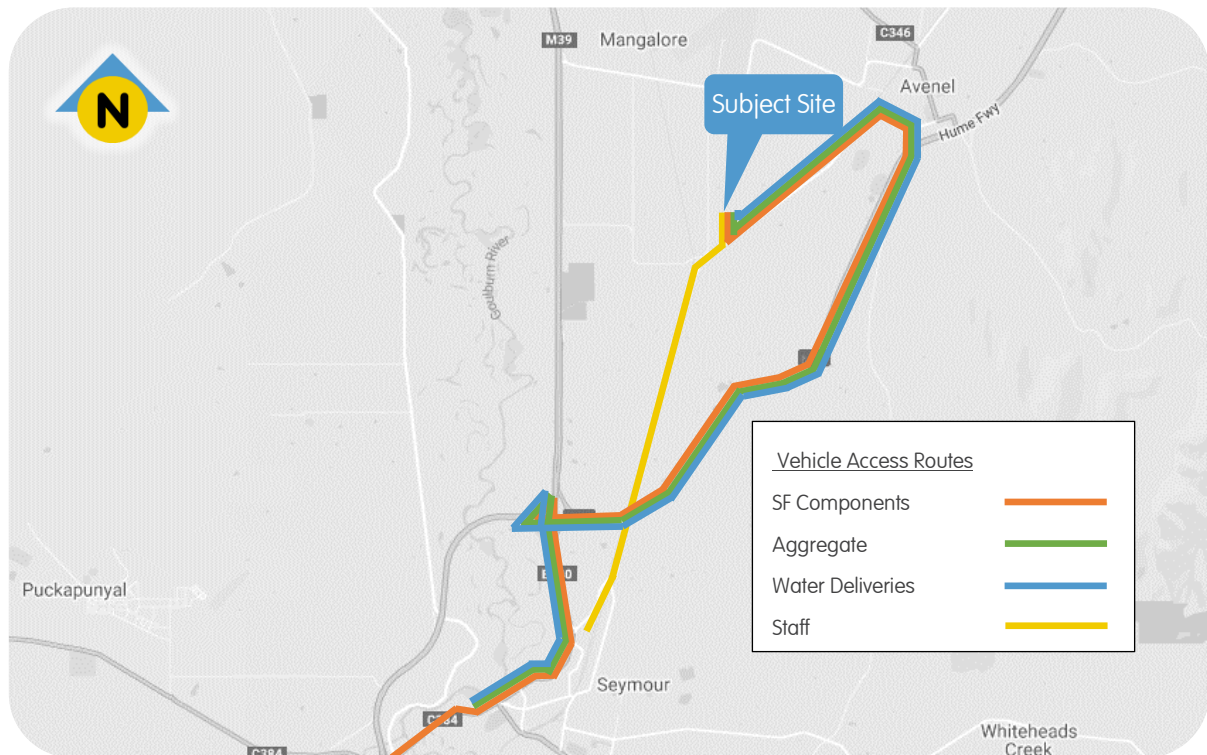 M39
Mangalore
C346
Avenel
N
Subject Site
Hume Fwy
Goulburn River
Vehicle Access Routes
SF Components
Aggregate
Water Deliveries
Staff
Puckapunyal
Seymour
C384
Whiteheads
Creek